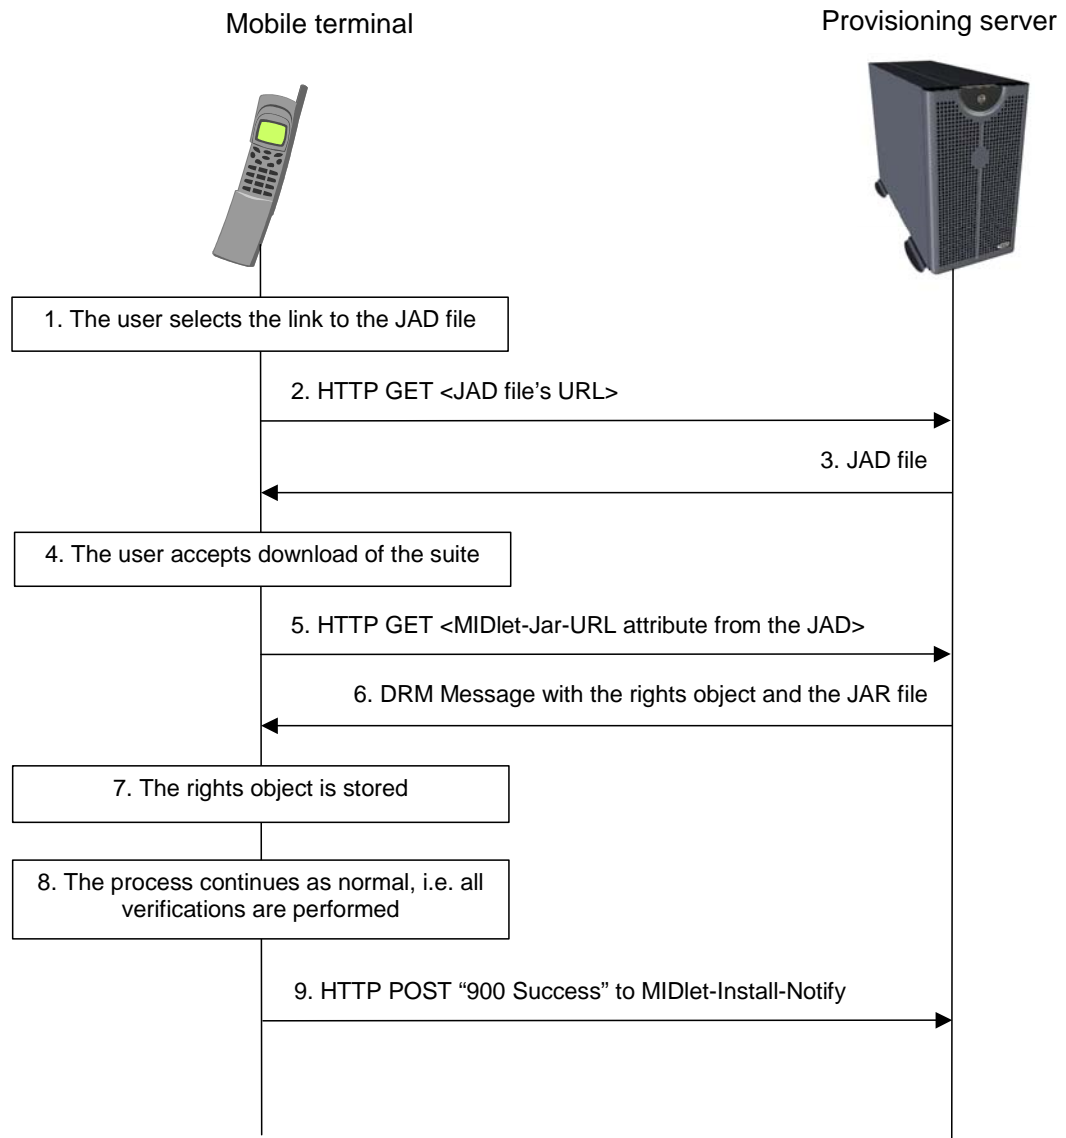 Mobile terminal
Provisioning server
1. The user selects the link to the JAD file
2. HTTP GET <JAD file's URL>
3. JAD file
4. The user accepts download of the suite
5. HTTP GET <MIDlet-Jar-URL attribute from the JAD>
6. DRM Message with the rights object and the JAR file
7. The rights object is stored
8. The process continues as normal, i.e. all
verifications are performed
9. HTTP POST “900 Success” to MIDlet-Install-Notify